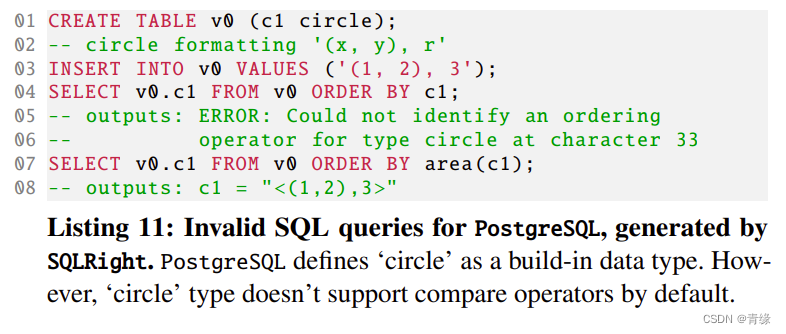 01 CREATE TABLE v0 (c1 circle);
02 -- circle formatting '(x, y), r'
03 INSERT INTO v0 VALUES ('(1, 2), 3');
04 SELECT v0.c1 FROM v0 ORDER BY c1;
05 -- outputs: ERROR: Could not identify an ordering
06 --          operator for type circle at character 33
07 SELECT v0.c1 FROM v0 ORDER BY area(c1);
08 -- outputs: c1 = "<(1,2),3>"
Listing 11: Invalid SQL queries for PostgreSQL, generated by
SQLRight. PostgreSQL defines ‘circle’ as a build-in data type. How-
ever, ‘circle’ type doesn’t support compare operators by default.
CSDN @青缘